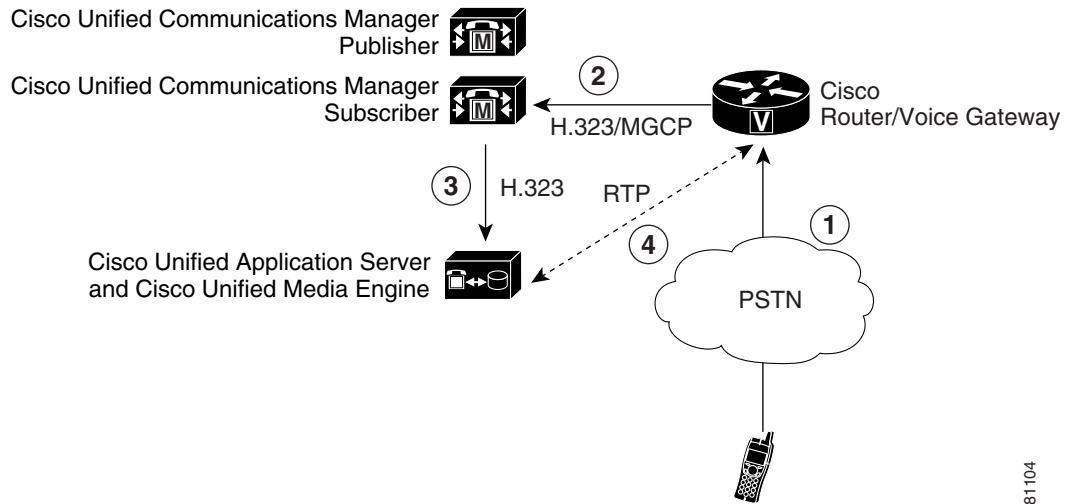 Cisco Unified Communications Manager
Publisher
M
Cisco Unified Communications Manager
Subscriber
M
2
H.323/MGCP
V
Cisco
Router/Voice Gateway
3
H.323
RTP
4
1
Cisco Unified Application Server
and Cisco Unified Media Engine
PSTN
81104